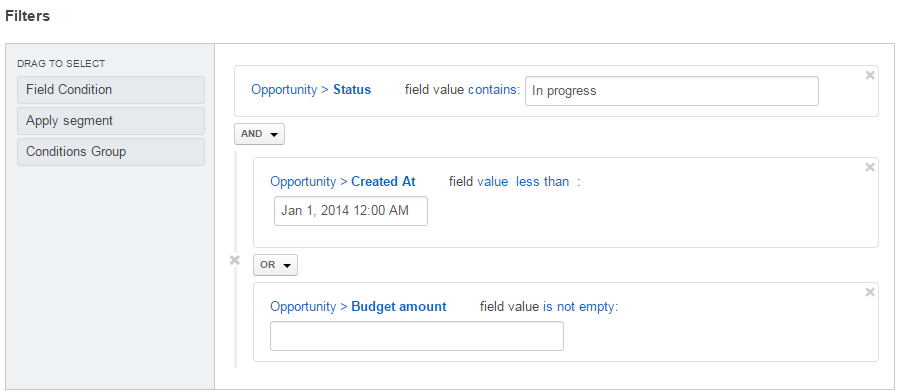 Filters
DRAG TO SELECT
Field Condition
Apply segment
Conditions Group
Opportunity > Status field value contains: In progress
AND
Opportunity > Created At field value less than :
Jan 1, 2014 12:00 AM
OR
Opportunity > Budget amount field value is not empty: